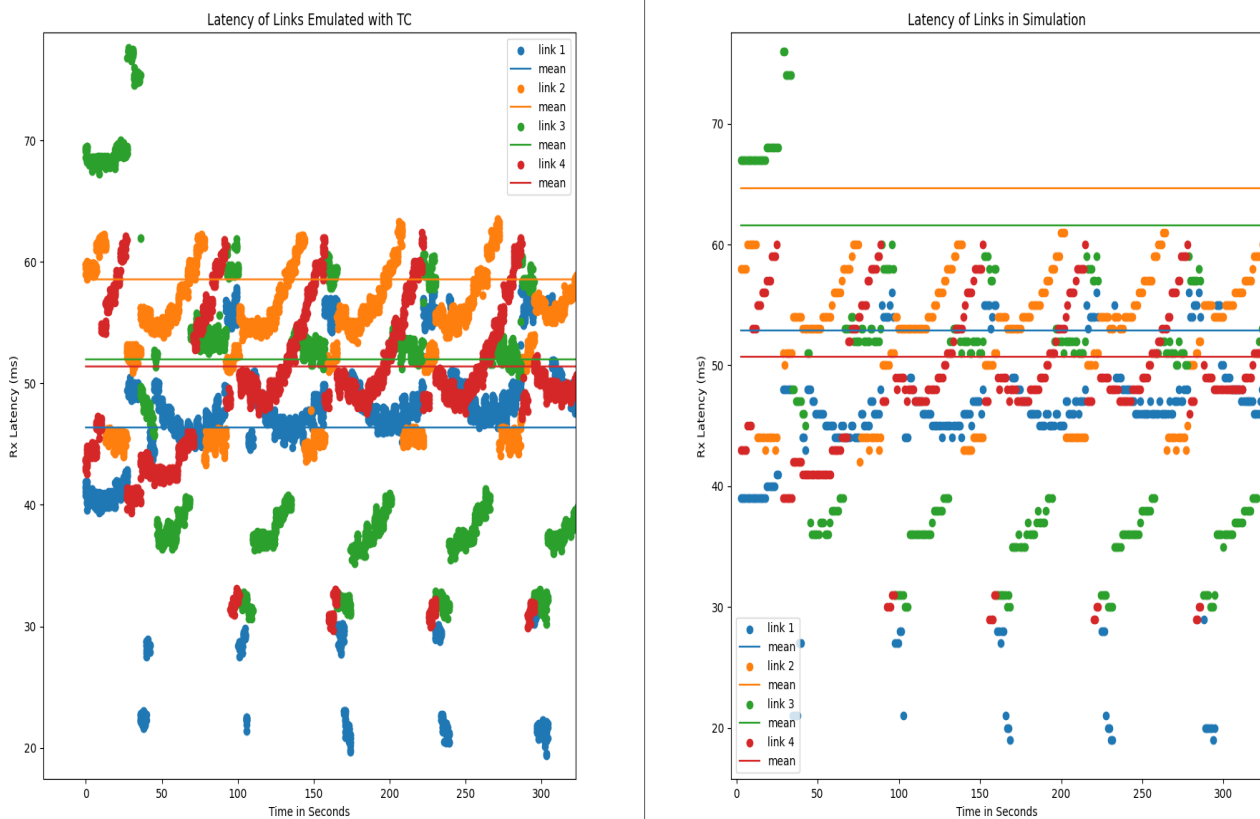 Latency of Links Emulated with TC
link 1
mean
link 2
mean
link 3
mean
link 4
mean
70
60
50
40
30
20
Rx Latency (ms)
0 50 100 150 200 250 300
Time in Seconds
Latency of Links in Simulation
70
60
50
40
30
20
Rx Latency (ms)
link 1
mean
link 2
mean
link 3
mean
link 4
mean
0 50 100 150 200 250 300
Time in Seconds